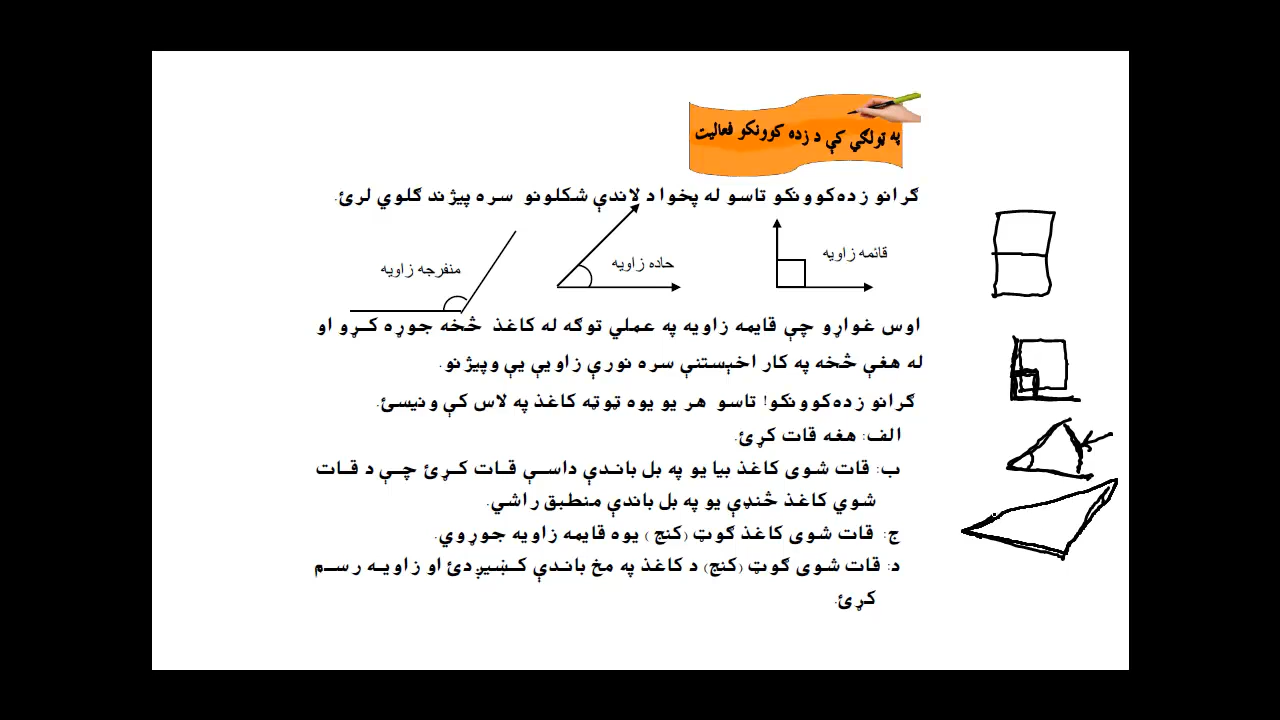 په ټولګي کې د زده کوونکو فعالیت
ګرانو زده‌کوونکو تاسو له پخوا د لاندې شکلونو سره پیژند ګلوي لرئ.
قائمه زاویه
حاده زاویه
منفرجه زاویه
اوس غواړو چې قایمه زاویه په عملي توګه له کاغذ څخه جوړه کړو او
له هغې څخه په کار اخېستنې سره نورې زاویې یې وپیژنو.
ګرانو زده‌کوونکو! تاسو هر یو یوه ټوټه کاغذ په لاس کې ونیسئ.
الف: هغه قات کړئ.
ب: قات شوی کاغذ بیا یو په بل باندې داسې قات کړئ چې د قات
شوي کاغذ څنډې یو په بل باندې منطبق راشي.
ج: قات شوی کاغذ ګوټ (کنج) یوه قایمه زاویه جوړوي.
د: قات شوی ګوټ (کنج) د کاغذ په مخ باندې کښیږدئ او زاویه رسم
کړئ.